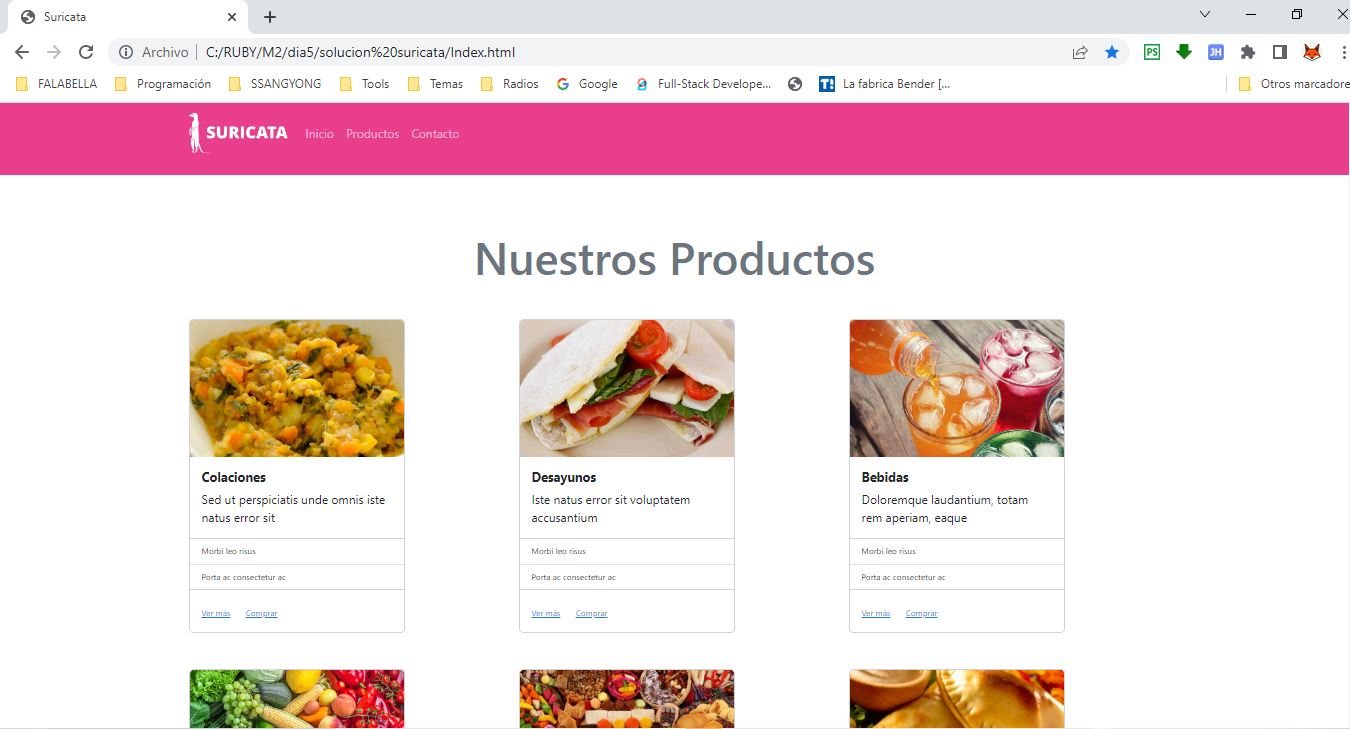 Suricata
Archivo
C:/RUBY/M2/dia5/solucion%20suricata/Index.html
PS
JH
FALABELLA
Programación
SSANGYONG
Tools
Temas
Radios
Google
Full-Stack Develope...
T!
La fabrica Bender [...
Otros marcadore
SURICATA
Inicio
Productos
Contacto
Nuestros Productos
Colaciones
Sed ut perspiciatis unde omnis iste
natus error sit
Morbi leo risus
Porta ac consectetur ac
Ver más
Comprar
Desayunos
Iste natus error sit voluptatem
accusantium
Morbi leo risus
Porta ac consectetur ac
Ver más
Comprar
Bebidas
Doloremque laudantium, totam
rem aperiam, eaque
Morbi leo risus
Porta ac consectetur ac
Ver más
Comprar